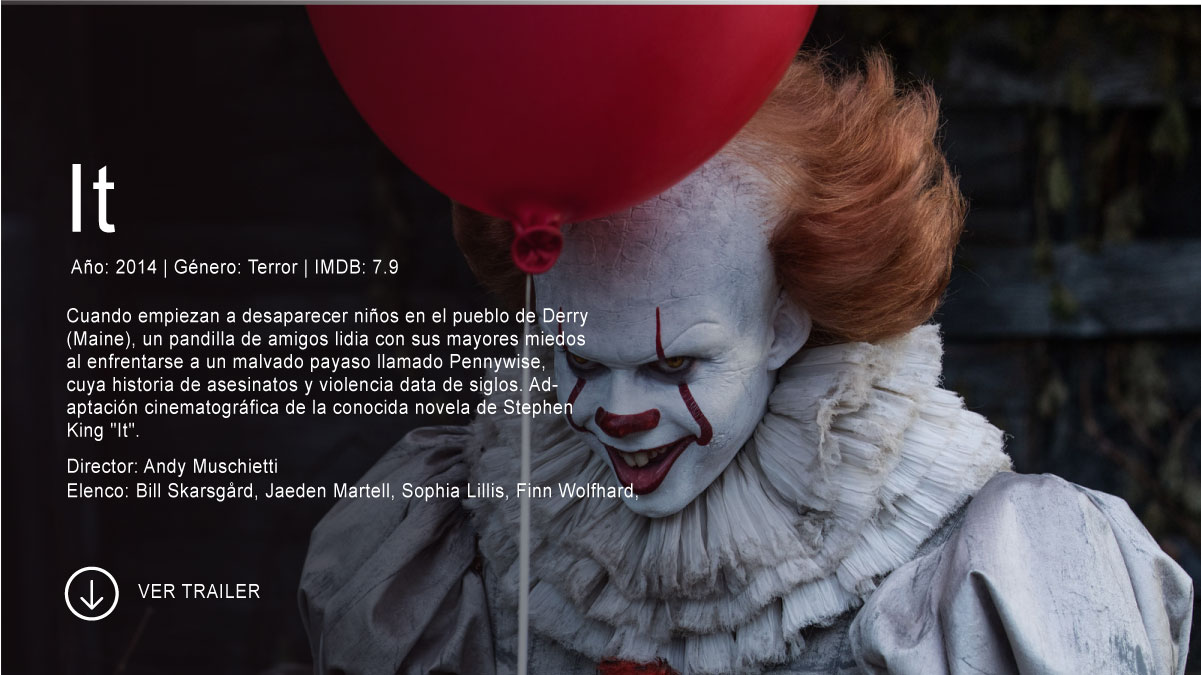 It
Año: 2014 | Género: Terror | IMDB: 7.9
Cuando empiezan a desaparecer niños en el pueblo de Derry
(Maine), un pandilla de amigos lidia con sus mayores miedos
al enfrentarse a un malvado payaso llamado Pennywise,
cuya historia de asesinatos y violencia data de siglos. Ad-
aptación cinematográfica de la conocida novela de Stephen
King "It".
Director: Andy Muschietti
Elenco: Bill Skarsgård, Jaeden Martell, Sophia Lillis, Finn Wolfhard,
VER TRAILER